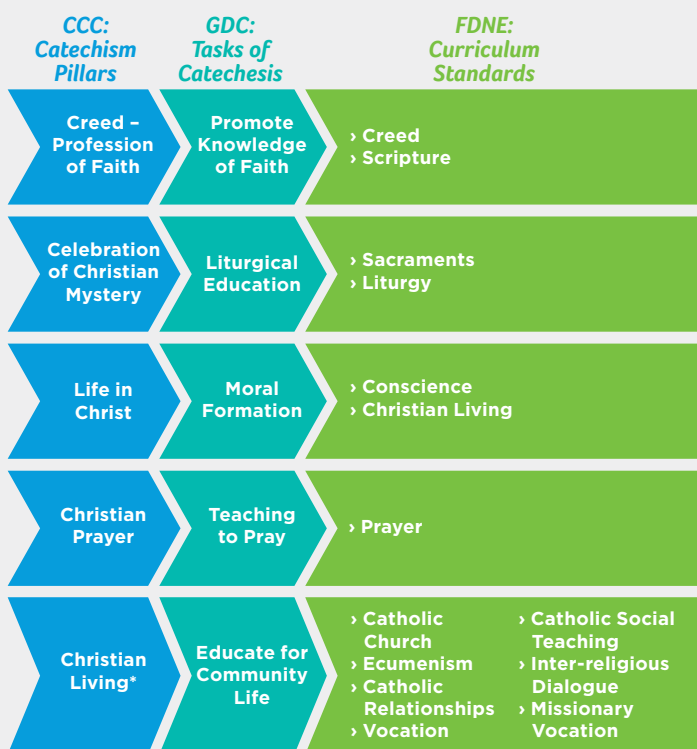 CCC:
Catechism
Pillars
GDC:
Tasks of
Catechesis
FDNE:
Curriculum
Standards
Creed –
Profession
of Faith
Promote
Knowledge
of Faith
› Creed
› Scripture
Celebration
of Christian
Mystery
Liturgical
Education
› Sacraments
› Liturgy
Life in
Christ
Moral
Formation
› Conscience
› Christian Living
Christian
Prayer
Teaching
to Pray
› Prayer
Christian
Living*
Educate for
Community
Life
› Catholic
Church
› Ecumenism
› Catholic
Relationships
› Vocation
› Catholic Social
Teaching
› Inter-religious
Dialogue
› Missionary
Vocation